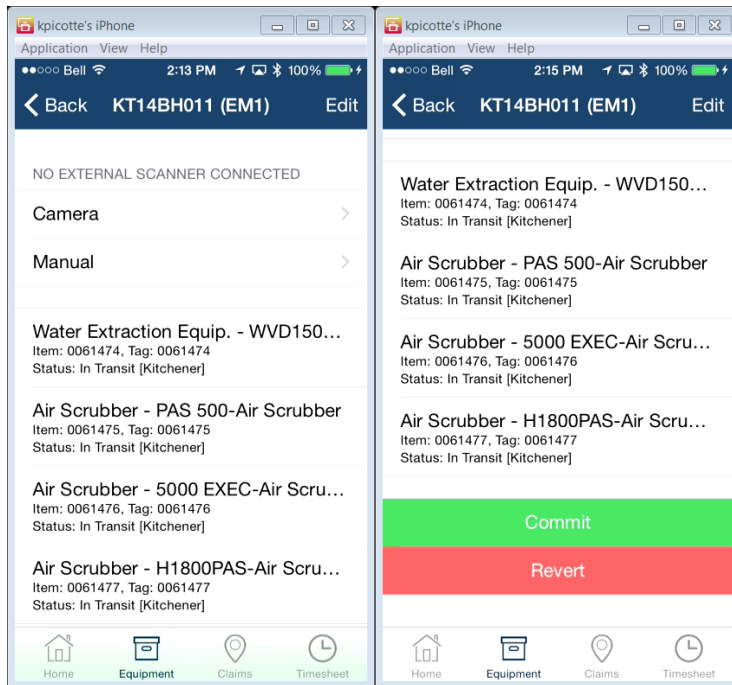 kpicotte's iPhone
Application View Help
Bell 2:13 PM 100%
Back KT14BH011 (EM1) Edit
NO EXTERNAL SCANNER CONNECTED
Camera
Manual
Water Extraction Equip. - WVD150...
Item: 0061474, Tag: 0061474
Status: In Transit [Kitchener]
Air Scrubber - PAS 500-Air Scrubber
Item: 0061475, Tag: 0061475
Status: In Transit [Kitchener]
Air Scrubber - 5000 EXEC-Air Scru...
Item: 0061476, Tag: 0061476
Status: In Transit [Kitchener]
Air Scrubber - H1800PAS-Air Scru...
Item: 0061477, Tag: 0061477
Status: In Transit [Kitchener]
Home Equipment Claims Timesheet
kpicotte's iPhone
Application View Help
Bell 2:15 PM 100%
Back KT14BH011 (EM1) Edit
Water Extraction Equip. - WVD150...
Item: 0061474, Tag: 0061474
Status: In Transit [Kitchener]
Air Scrubber - PAS 500-Air Scrubber
Item: 0061475, Tag: 0061475
Status: In Transit [Kitchener]
Air Scrubber - 5000 EXEC-Air Scru...
Item: 0061476, Tag: 0061476
Status: In Transit [Kitchener]
Air Scrubber - H1800PAS-Air Scru...
Item: 0061477, Tag: 0061477
Status: In Transit [Kitchener]
Commit
Revert
Home Equipment Claims Timesheet